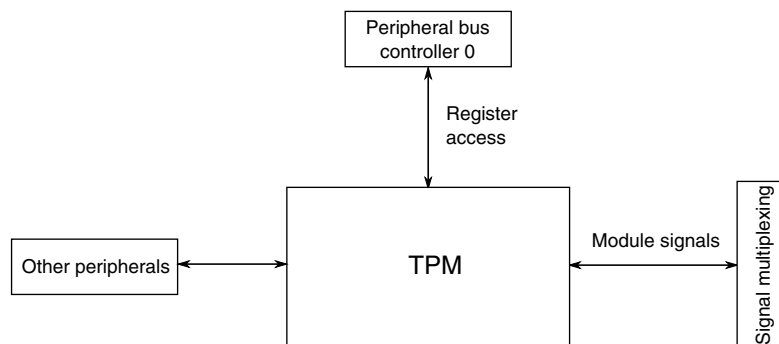 Peripheral bus
controller 0
Register
access
Other peripherals
TPM
Module signals
Signal multiplexing